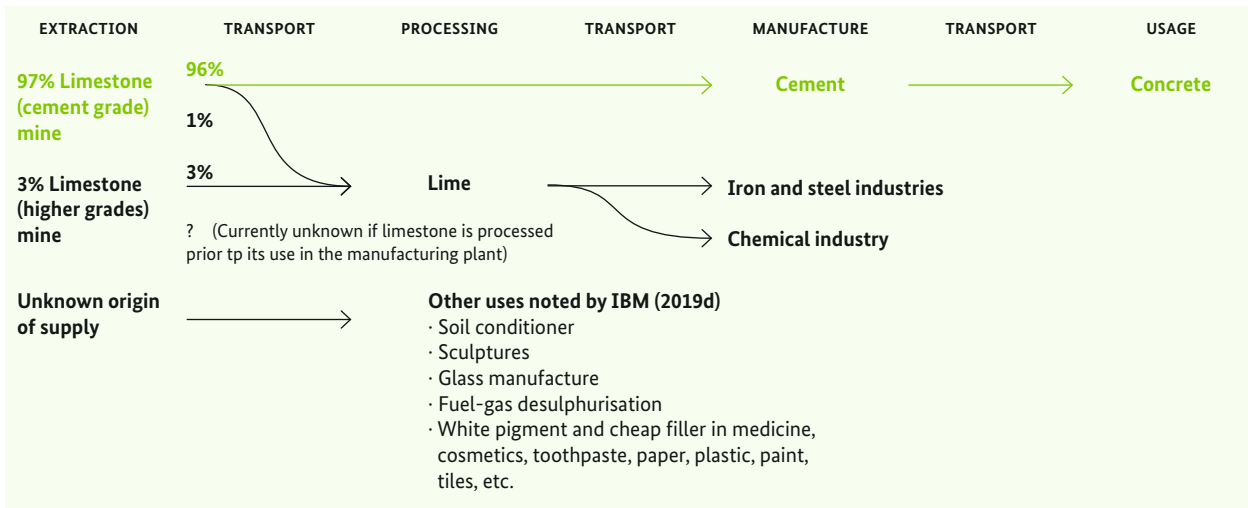 EXTRACTION TRANSPORT PROCESSING TRANSPORT MANUFACTURE TRANSPORT USAGE
97% Limestone
(cement grade)
mine
96%
Cement
Concrete
1%
3% Limestone
(higher grades)
mine
3%
Lime
Iron and steel industries
Chemical industry
? (Currently unknown if limestone is processed
prior tp its use in the manufacturing plant)
Unknown origin
of supply
Other uses noted by IBM (2019d)
· Soil conditioner
· Sculptures
· Glass manufacture
· Fuel-gas desulphurisation
· White pigment and cheap filler in medicine,
cosmetics, toothpaste, paper, plastic, paint,
tiles, etc.